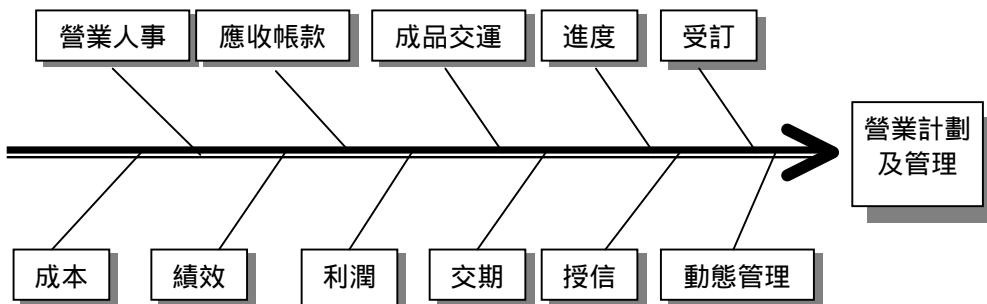 營業人事
應收帳款
成品交運
進度
受訂
營業計劃
及管理
成本
績效
利潤
交期
授信
動態管理